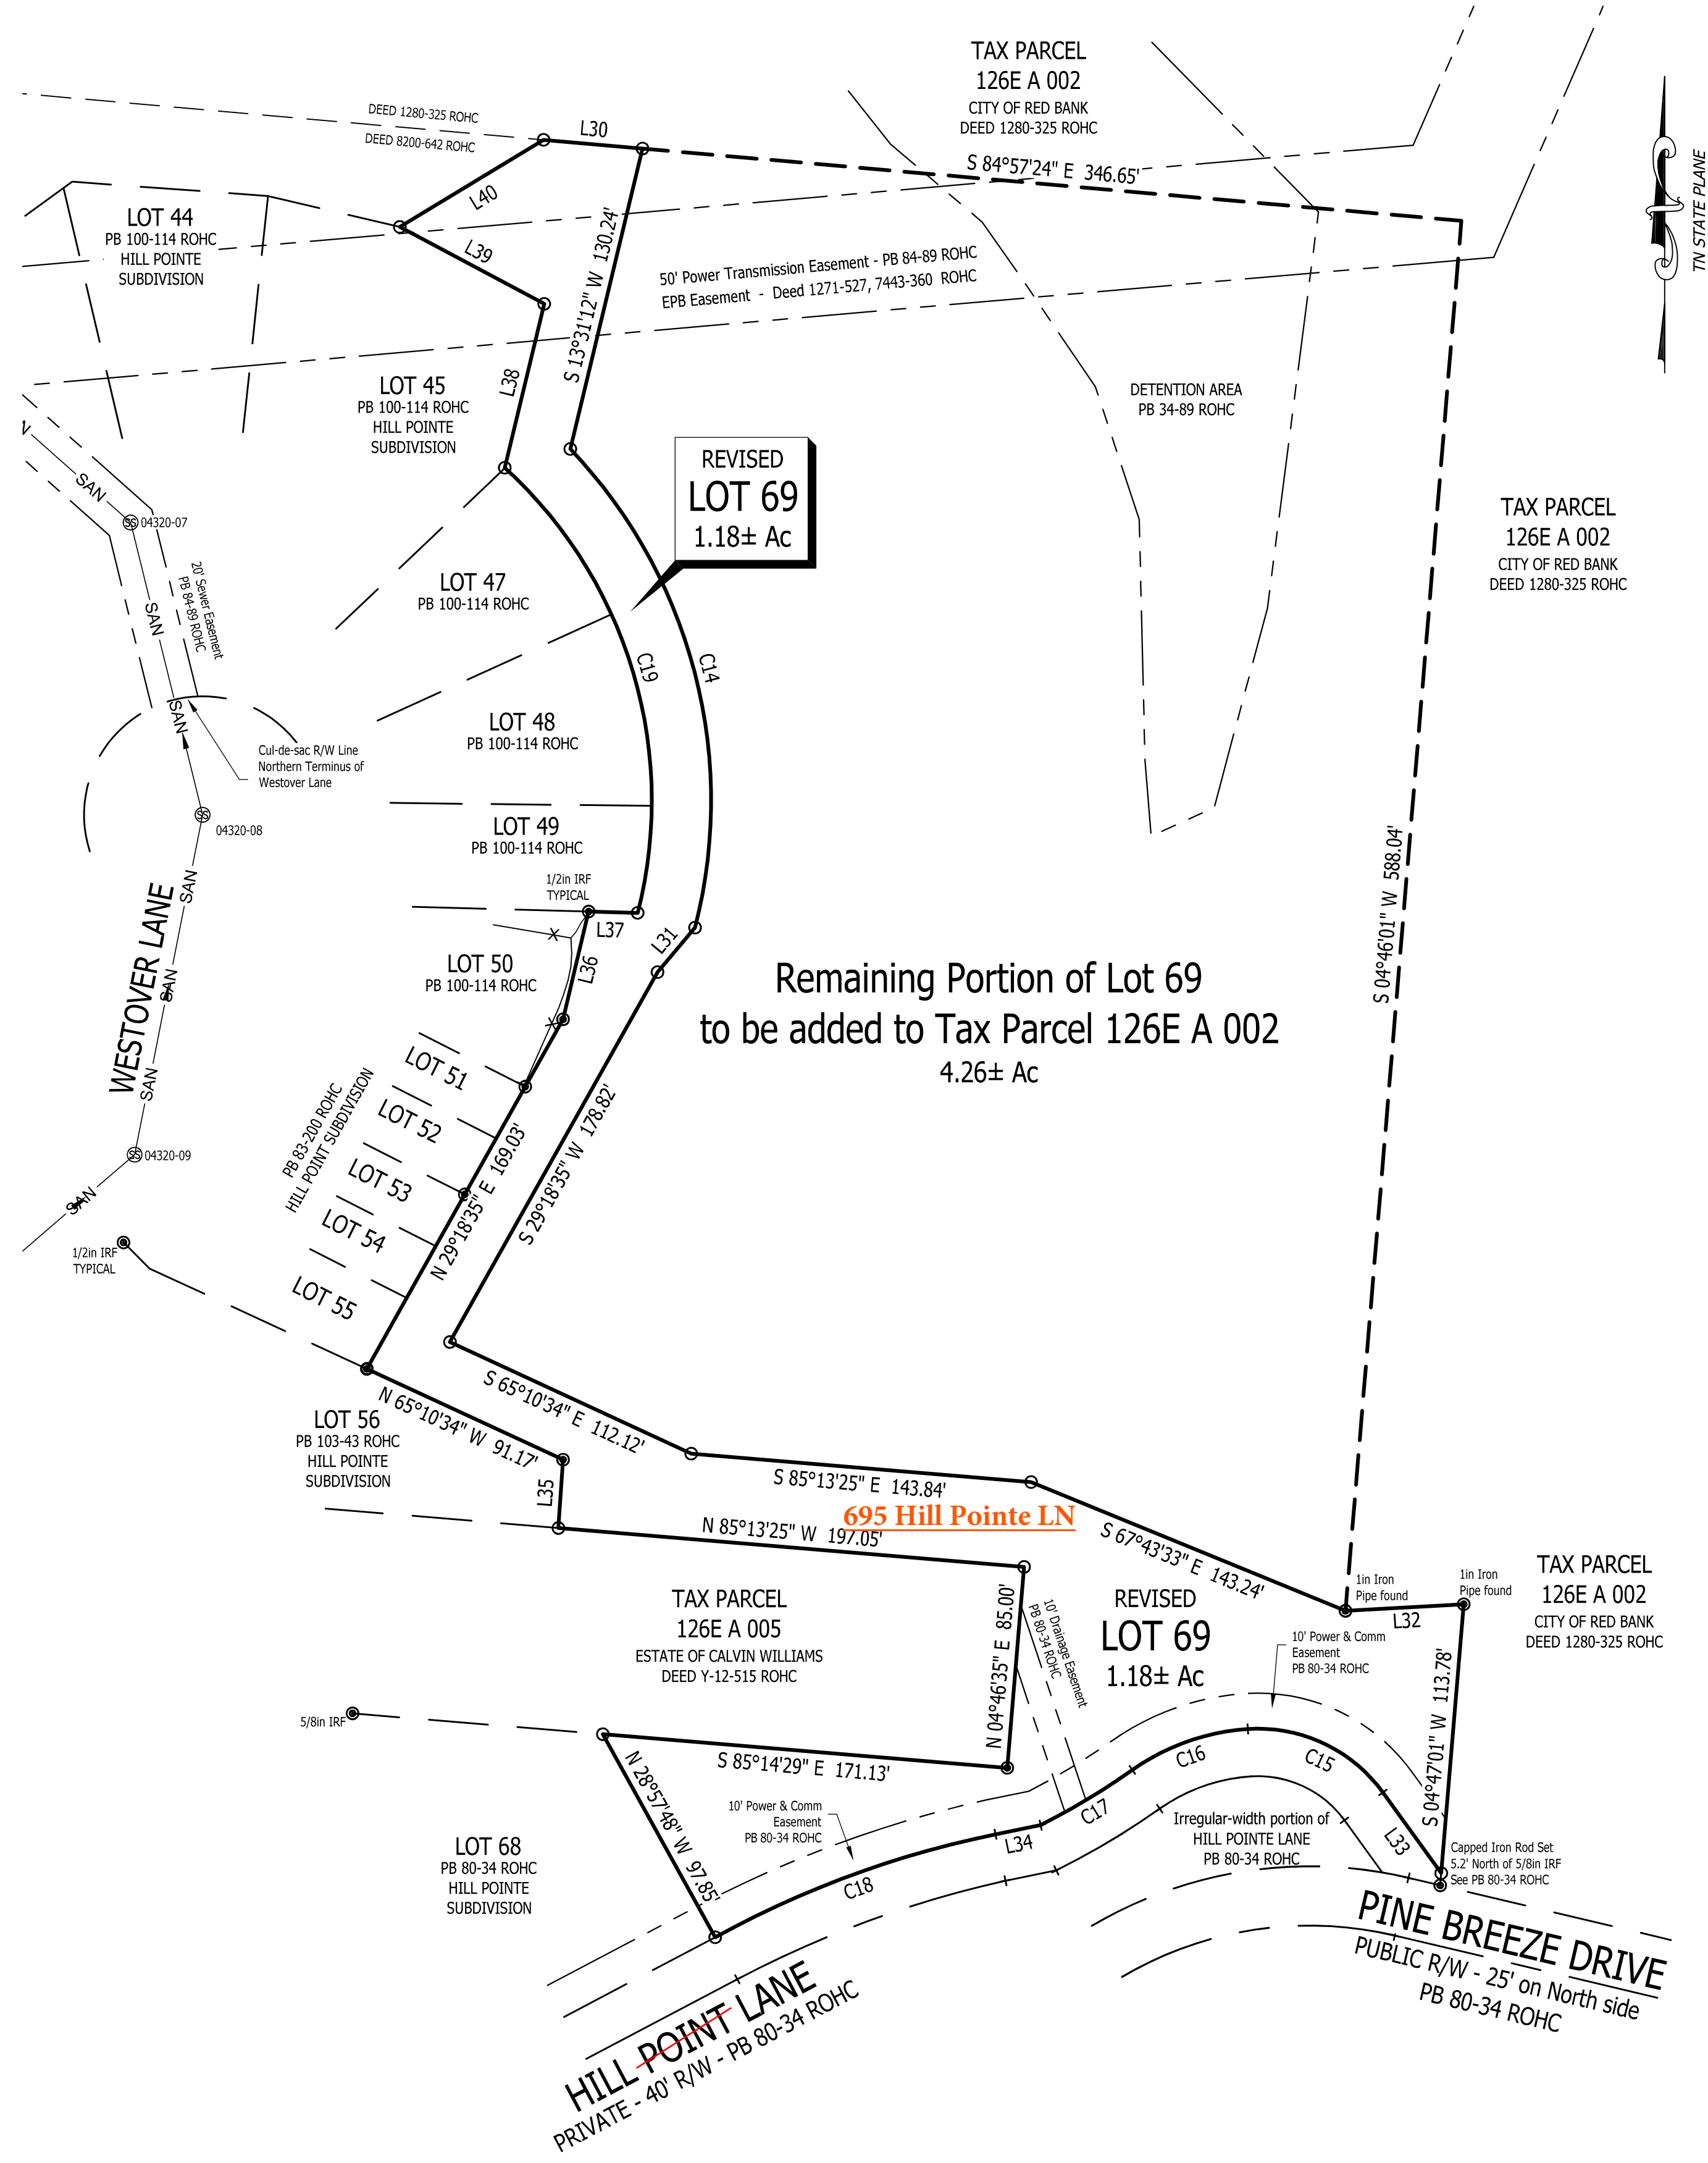 TAX PARCEL
126E A 002
CITY OF RED BANK
DEED 1280-325 ROHC
TN STATE PLANE
DEED 1280-325 ROHC
DEED 8200-642 ROHC
L30
S 84°57'24" E 346.65'
L40
L39
LOT 44
PB 100-114 ROHC
HILL POINTE
SUBDIVISION
S 13°31'12" W 130.24'
50' Power Transmission Easement - PB 84-89 ROHC
EPB Easement - Deed 1271-527, 7443-360 ROHC
L38
LOT 45
PB 100-114 ROHC
HILL POINTE
SUBDIVISION
DETENTION AREA
PB 34-89 ROHC
REVISED
LOT 69
1.18± Ac
TAX PARCEL
126E A 002
CITY OF RED BANK
DEED 1280-325 ROHC
SAN
SS 04320-07
20' Sewer Easement
PB 84-89 ROHC
SAN
LOT 47
PB 100-114 ROHC
C19
C14
SAN
LOT 48
PB 100-114 ROHC
Cul-de-sac R/W Line
Northern Terminus of
Westover Lane
SS
04320-08
LOT 49
PB 100-114 ROHC
1/2in IRF
TYPICAL
L37
L31
SAN
WESTOVER LANE
SAN
SAN
LOT 50
PB 100-114 ROHC
X
L36
X
S 04°46'01" W 588.04'
Remaining Portion of Lot 69
to be added to Tax Parcel 126E A 002
4.26± Ac
LOT 51
LOT 52
LOT 53
LOT 54
LOT 55
PB 83-200 ROHC
HILL POINT SUBDIVISION
N 29°18'35" E 169.03'
S 29°18'35" W 178.82'
SS 04320-09
SAN
1/2in IRF
TYPICAL
S 65°10'34" E 112.12'
N 65°10'34" W 91.17'
LOT 56
PB 103-43 ROHC
HILL POINTE
SUBDIVISION
L35
S 85°13'25" E 143.84'
695 Hill Pointe LN
N 85°13'25" W 197.05'
S 67°43'33" E 143.24'
1in Iron
Pipe found
1in Iron
Pipe found
L32
TAX PARCEL
126E A 002
CITY OF RED BANK
DEED 1280-325 ROHC
TAX PARCEL
126E A 005
ESTATE OF CALVIN WILLIAMS
DEED Y-12-515 ROHC
N 04°46'35" E 85.00'
10' Drainage Easement
PB 80-34 ROHC
REVISED
LOT 69
1.18± Ac
10' Power & Comm
Easement
PB 80-34 ROHC
S 04°47'01" W 113.78'
5/8in IRF
S 85°14'29" E 171.13'
N 28°57'48" W 97.85'
C16
C15
C17
L33
L34
C18
10' Power & Comm
Easement
PB 80-34 ROHC
Irregular-width portion of
HILL POINTE LANE
PB 80-34 ROHC
Capped Iron Rod Set
5.2' North of 5/8in IRF
See PB 80-34 ROHC
LOT 68
PB 80-34 ROHC
HILL POINTE
SUBDIVISION
PINE BREEZE DRIVE
PUBLIC R/W - 25' on North side
PB 80-34 ROHC
HILL POINT LANE
PRIVATE - 40' R/W - PB 80-34 ROHC